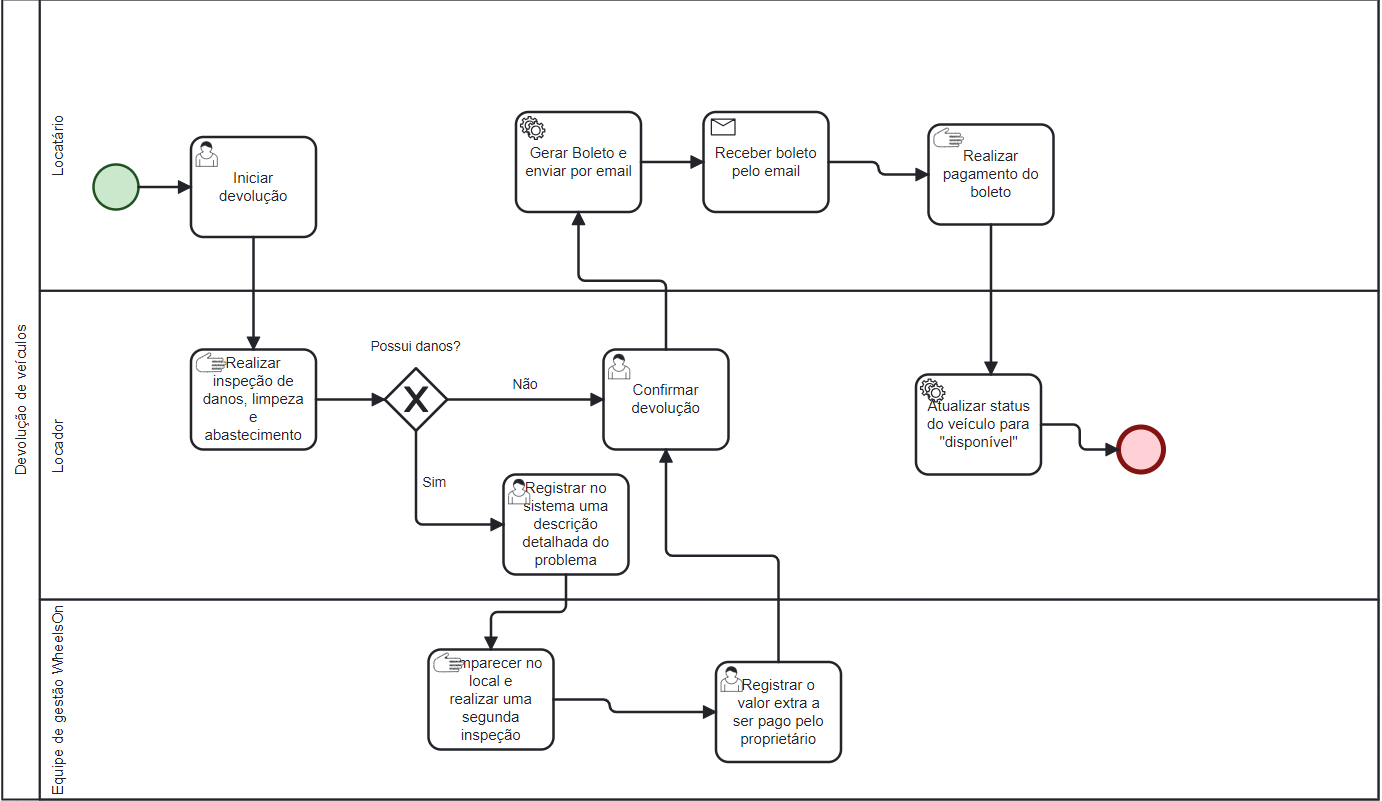 Devolução de veículos
Locatário
Iniciar
devolução
Gerar Boleto e
enviar por email
Receber boleto
pelo email
Realizar
pagamento do
boleto
Locador
Realizar
inspeção de
danos, limpeza
e
abastecimento
Possui danos?
Não
Sim
Confirmar
devolução
Registrar no
sistema uma
descrição
detalhada do
problema
Atualizar status
do veículo para
"disponível"
Equipe de gestão WheelsOn
mparecer no
local e
realizar uma
segunda
inspeção
Registrar o
valor extra a
ser pago pelo
proprietário